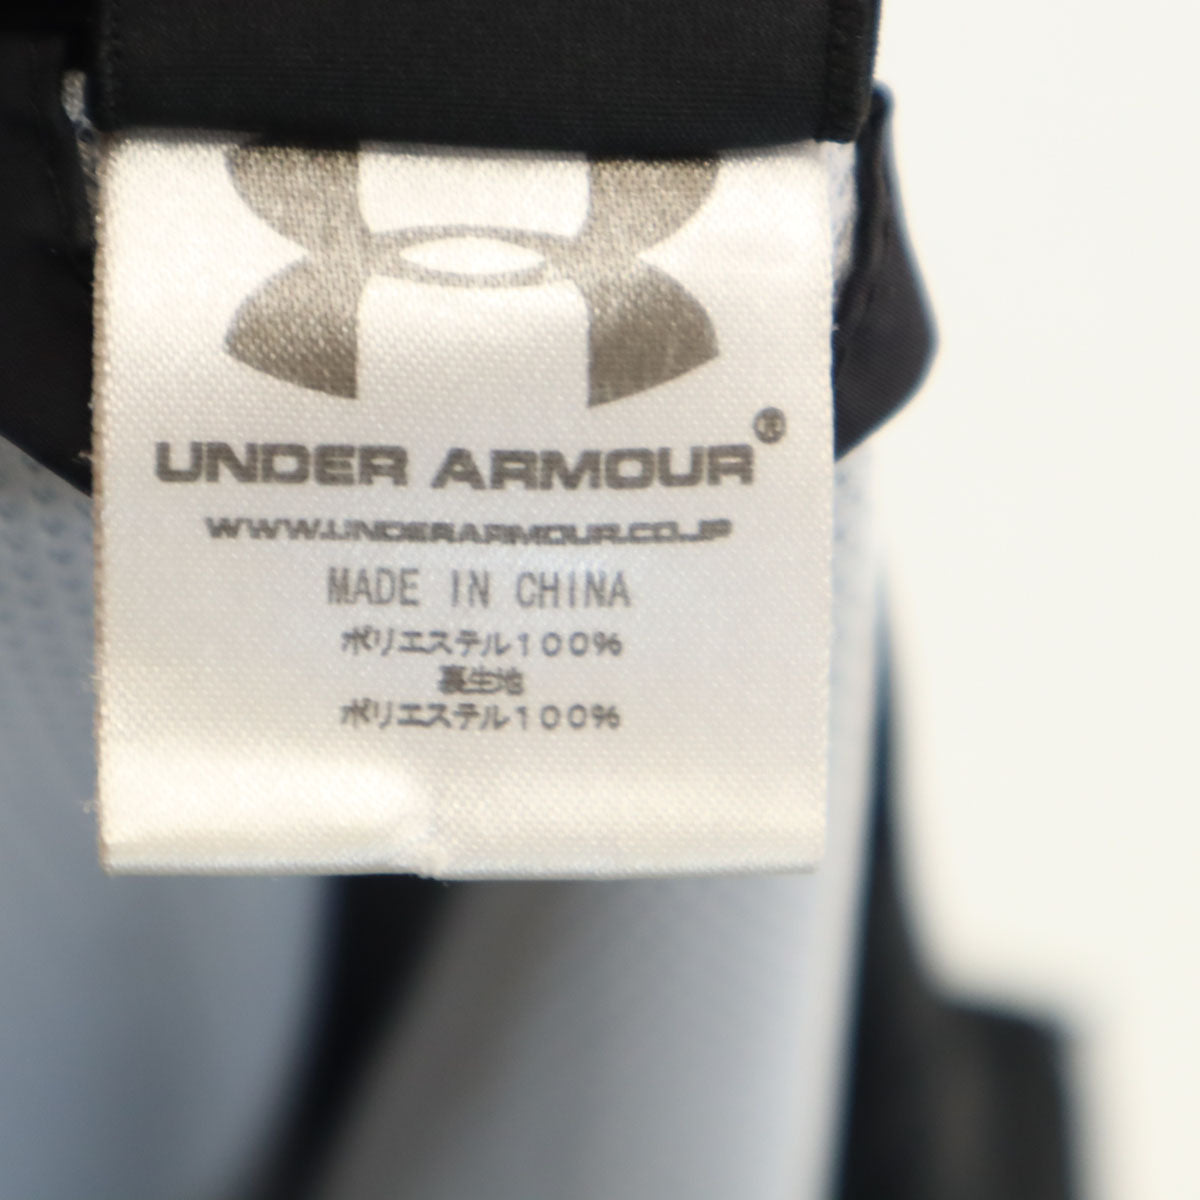 UNDER ARMOUR®
WWW.UNDERARMOUR.CO.JP
MADE IN CHINA
ポリエステル100%
裏生地
ポリエステル100%